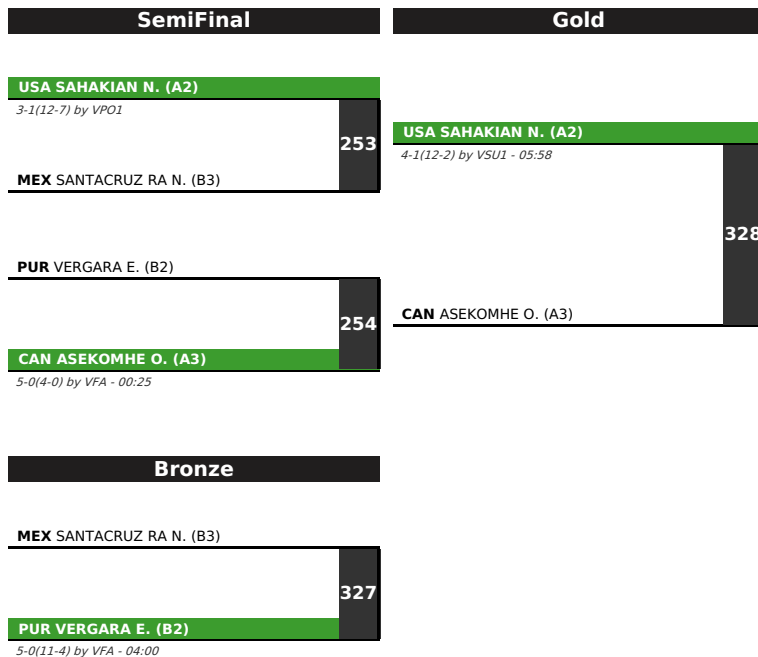 SemiFinal
USA SAHAKIAN N. (A2)
3-1(12-7) by VPO1
253
MEX SANTACRUZ RA N. (B3)
PUR VERGARA E. (B2)
254
CAN ASEKOMHE O. (A3)
5-0(4-0) by VFA - 00:25
Gold
USA SAHAKIAN N. (A2)
4-1(12-2) by VSU1 - 05:58
328
CAN ASEKOMHE O. (A3)
Bronze
MEX SANTACRUZ RA N. (B3)
327
PUR VERGARA E. (B2)
5-0(11-4) by VFA - 04:00